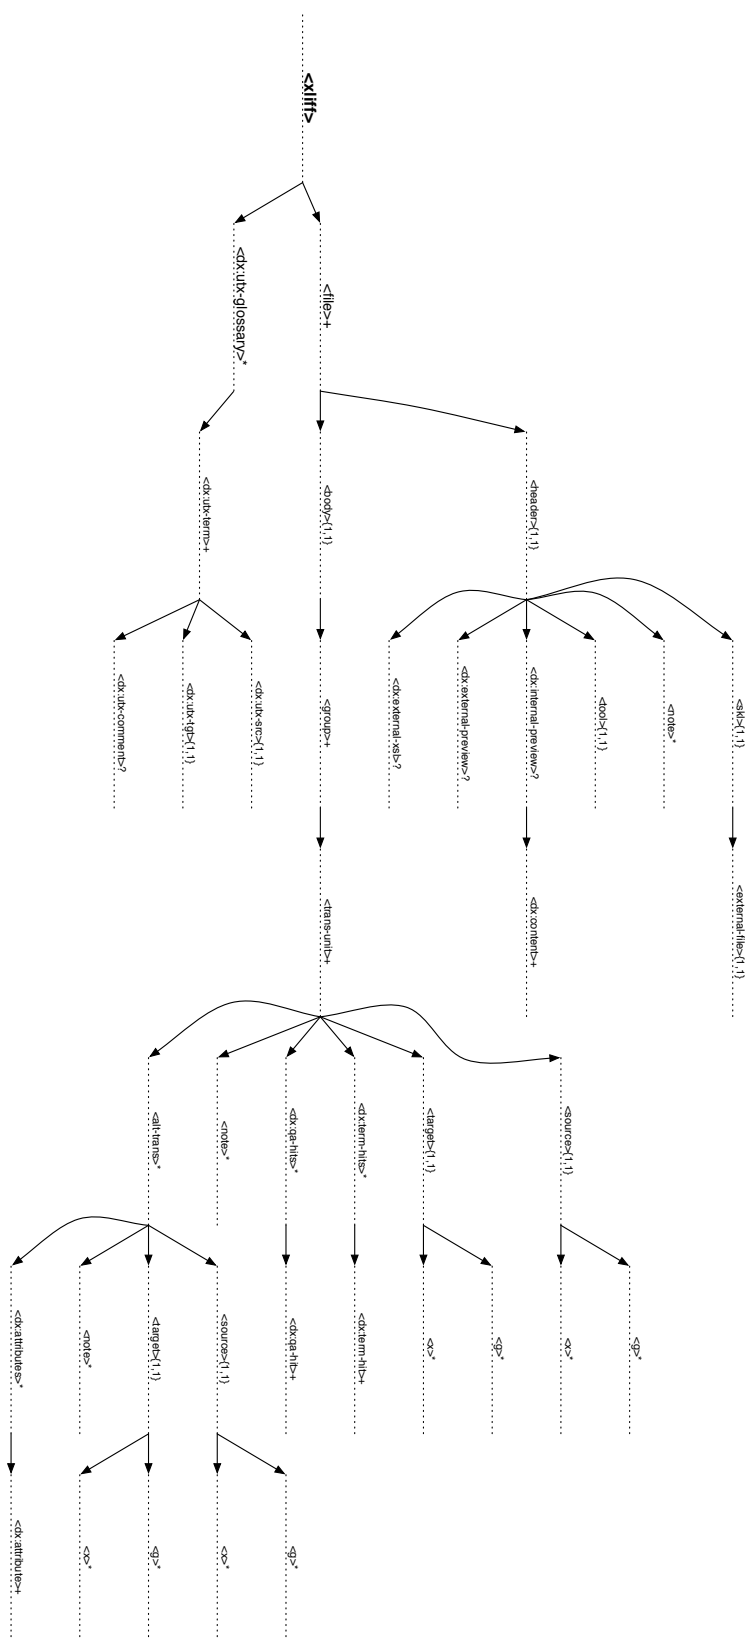 <xliff>
<file>+
<dx:utx-glossary>*
<header>{1,1}
<body>{1,1}
<dx:utx-term>+
<skl>{1,1}
<note>*
<tool>{1,1}
<dx:internal-preview>?
<dx:external-preview>?
<dx:external-xsl>?
<group>+
<dx:utx-src>{1,1}
<dx:utx-tgt>{1,1}
<dx:utx-comment>?
<external-file>{1,1}
<dx:content>+
<trans-unit>+
<source>{1,1}
<target>{1,1}
<dx:term-hits>*
<dx:qa-hits>*
<note>*
<alt-trans>*
<g>*
<x>*
<g>*
<x>*
<dx:term-hit>+
<dx:qa-hit>+
<source>{1,1}
<target>{1,1}
<note>*
<dx:attributes>*
<g>*
<x>*
<g>*
<x>*
<dx:attribute>+